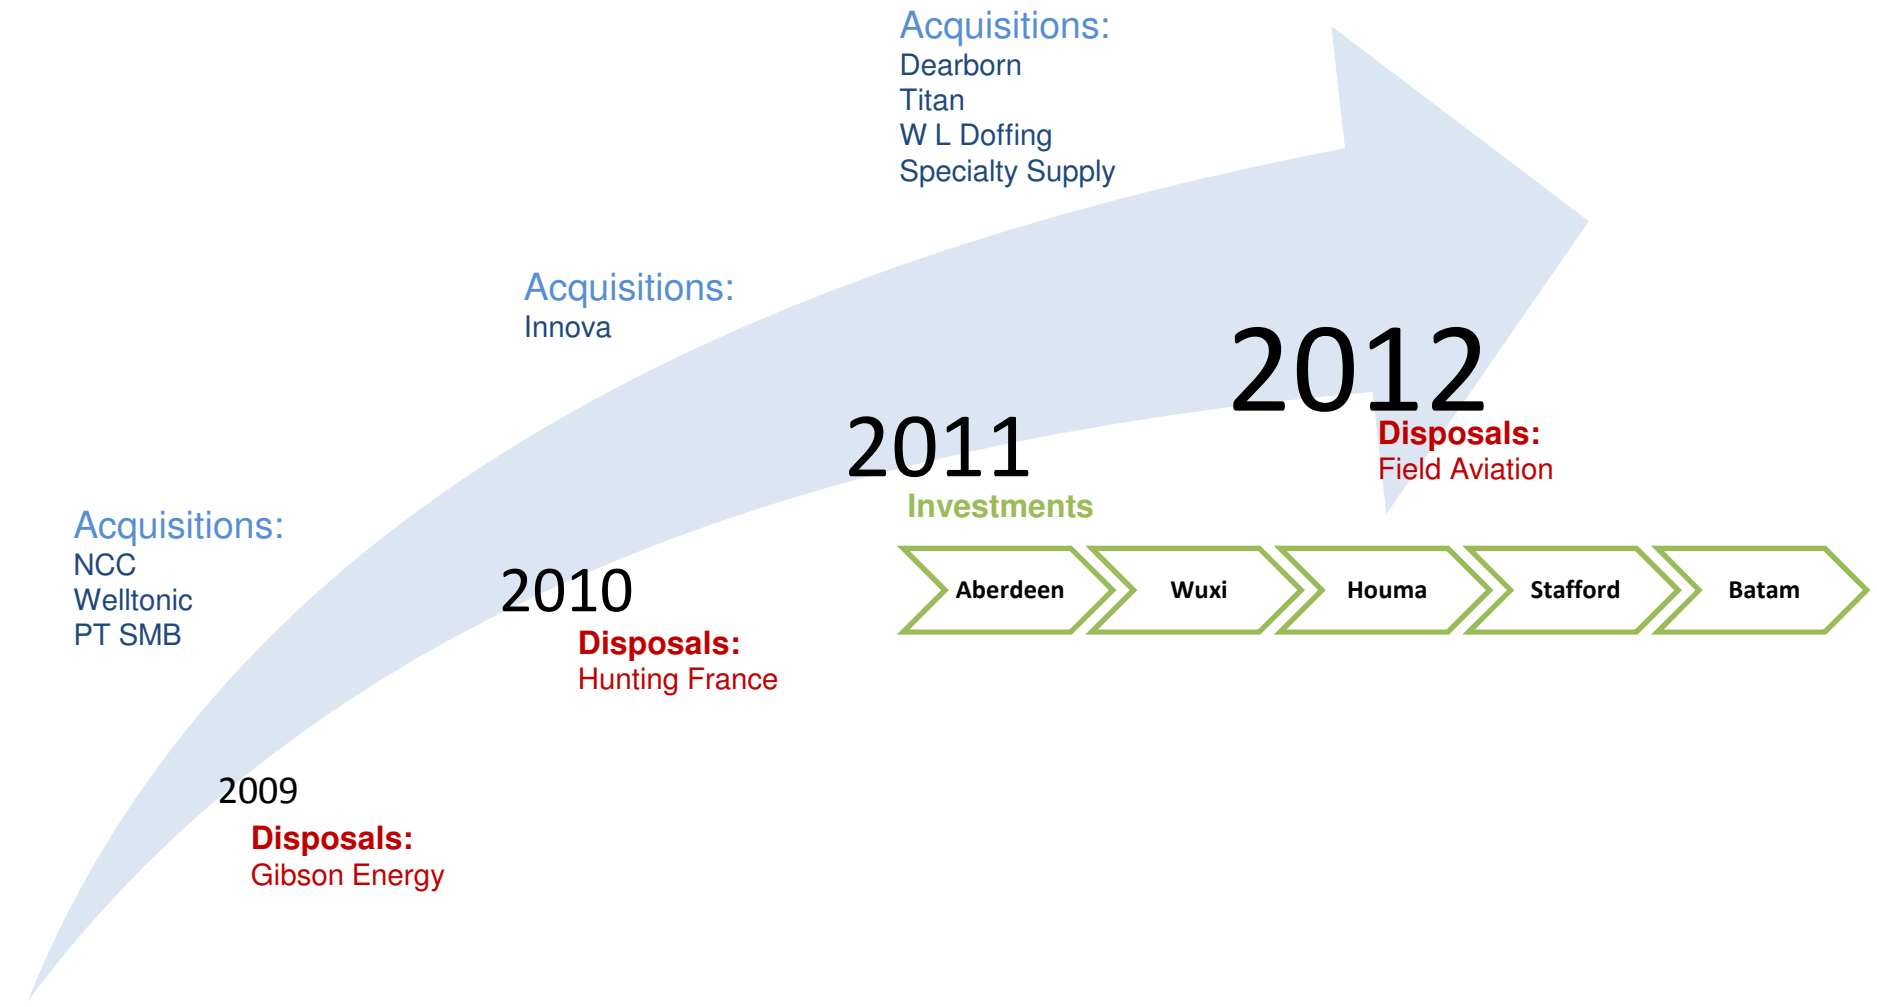 Acquisitions:
Dearborn
Titan
W L Doffing
Specialty Supply
Acquisitions:
Innova
2012
Disposals:
Field Aviation
2011
Investments
Aberdeen
Wuxi
Houma
Stafford
Batam
Acquisitions:
NCC
Welltonic
PT SMB
2010
Disposals:
Hunting France
2009
Disposals:
Gibson Energy